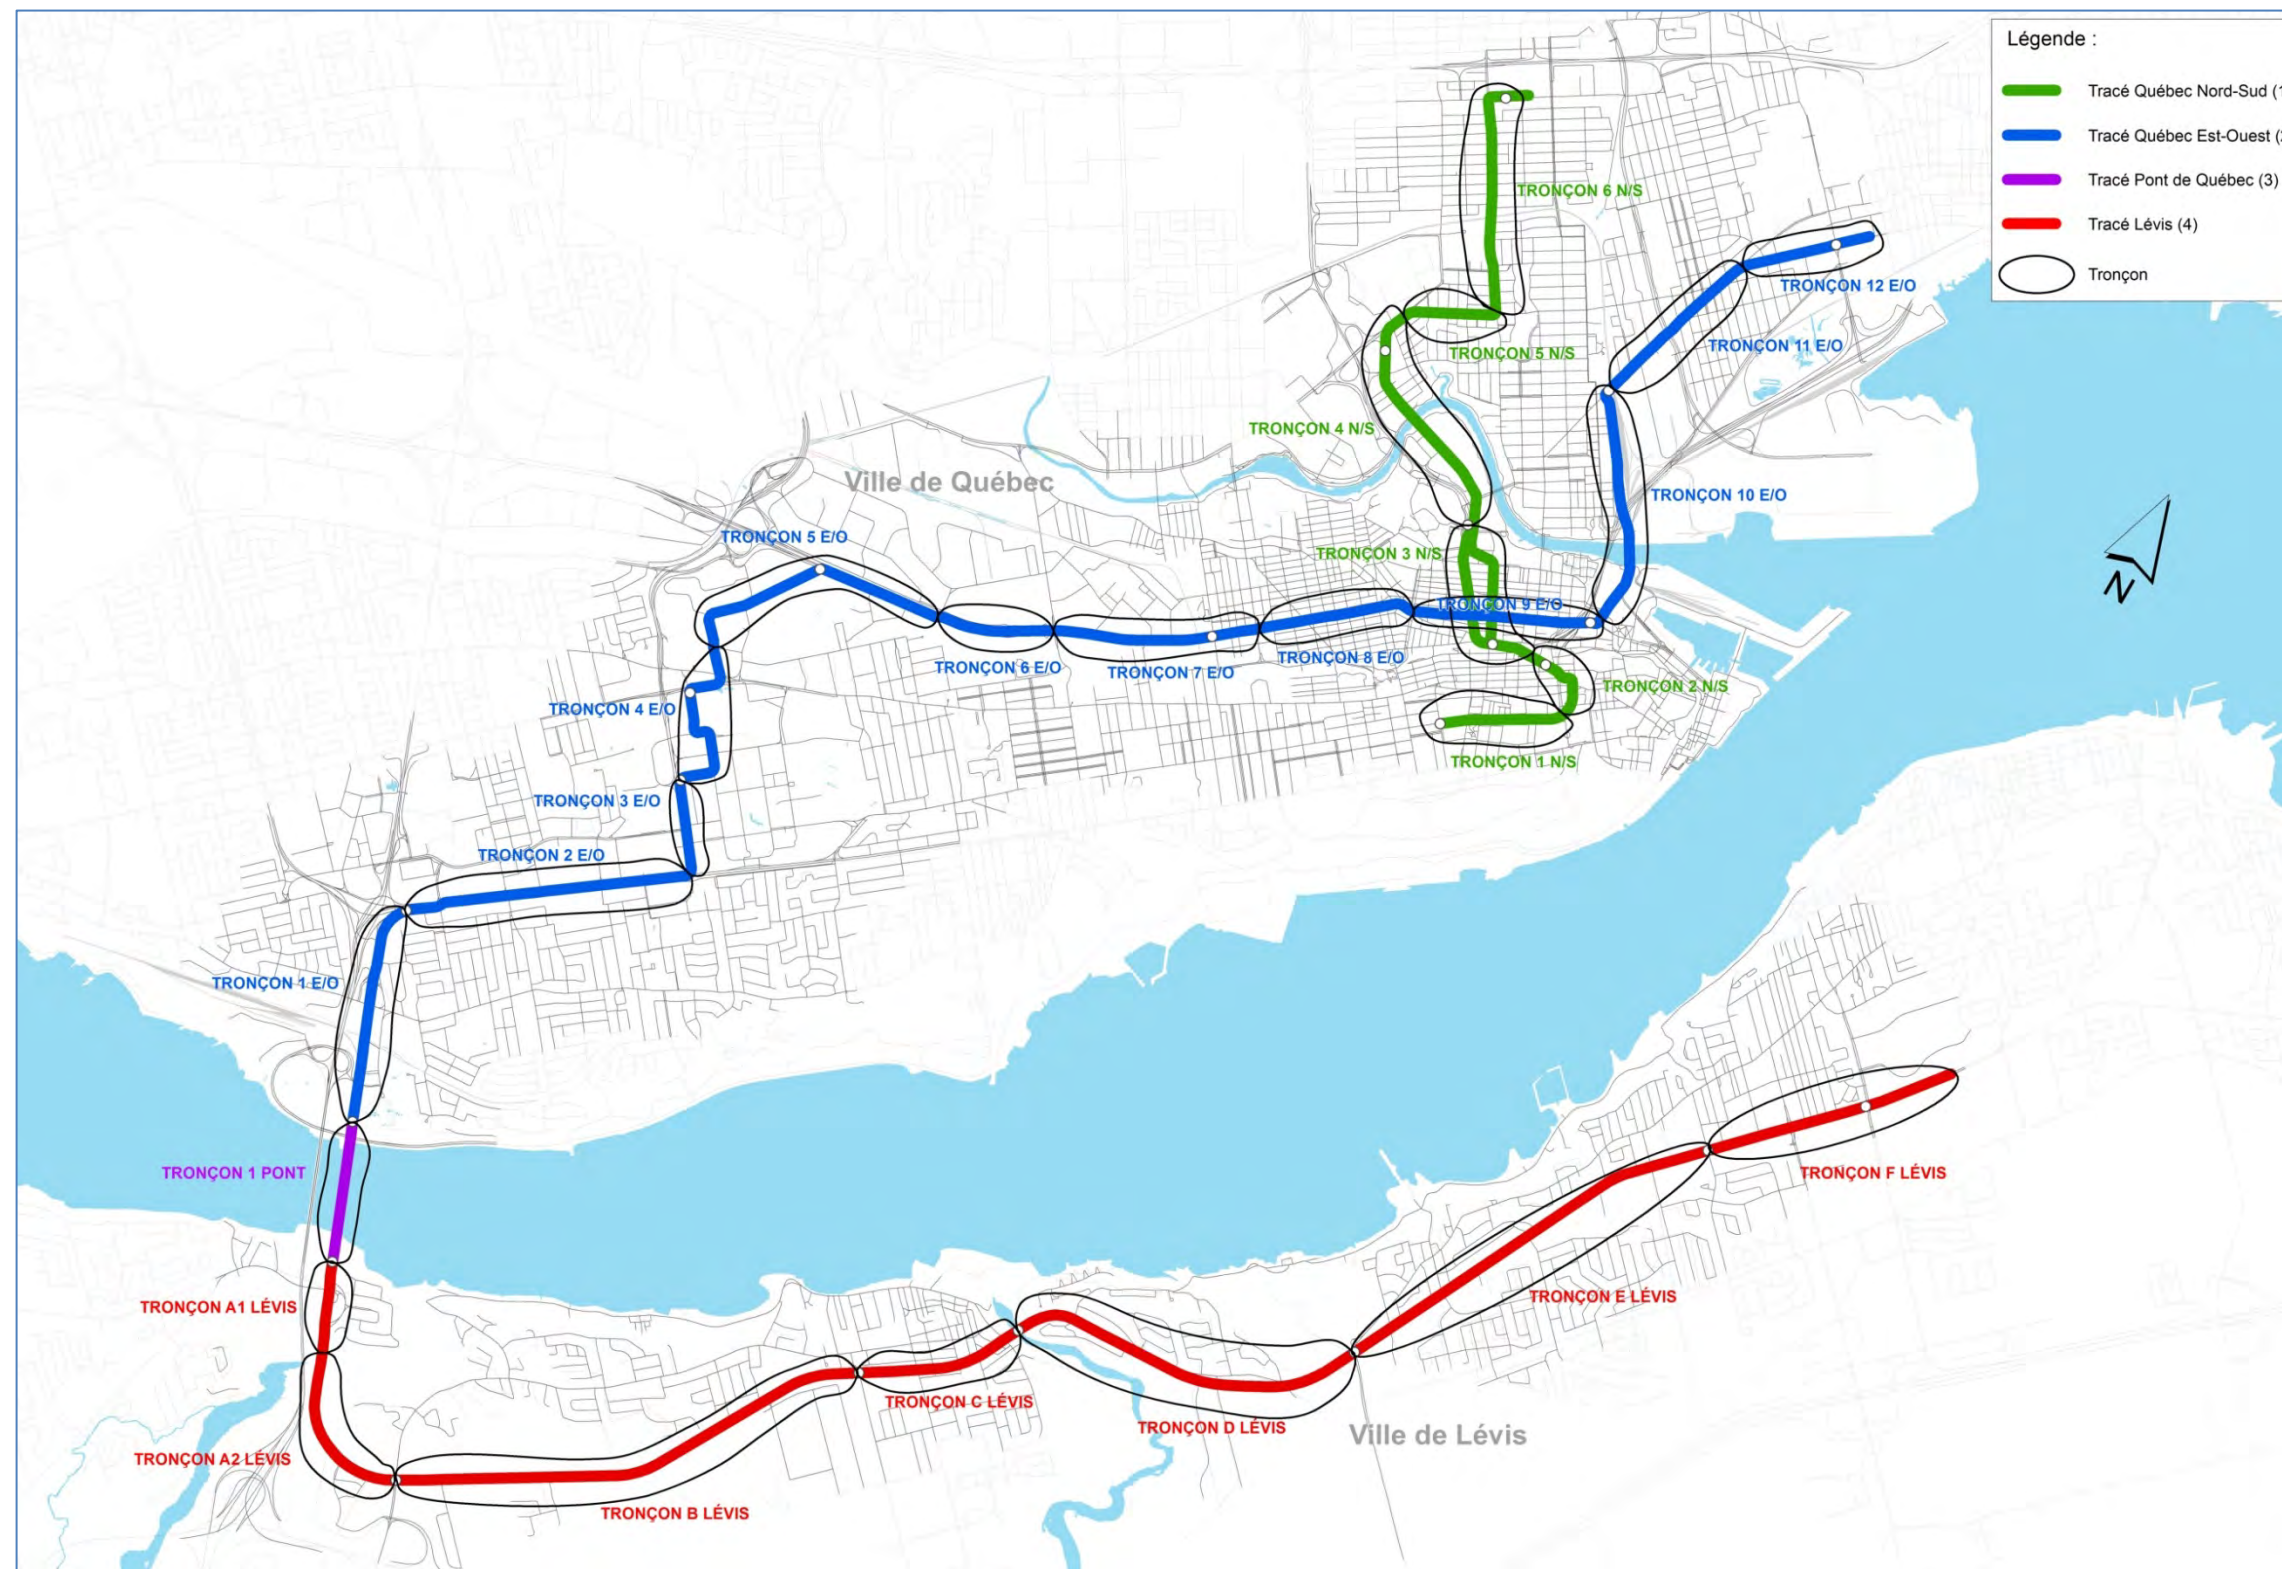 Légende :
Tracé Québec Nord-Sud (1
Tracé Québec Est-Ouest (2
Tracé Pont de Québec (3)
Tracé Lévis (4)
Tronçon
TRONÇON 6 N/S
TRONÇON 12 E/O
TRONÇON 5 N/S
TRONÇON 11 E/O
TRONÇON 4 N/S
Ville de Québec
TRONÇON 10 E/O
TRONÇON 5 E/O
TRONÇON 3 N/S
N
TRONÇON 9 E/O
TRONÇON 6 E/O
TRONÇON 7 E/O
TRONÇON 8 E/O
TRONÇON 2 N/S
TRONÇON 4 E/O
TRONÇON 1 N/S
TRONÇON 3 E/O
TRONÇON 2 E/O
TRONÇON 1 E/O
TRONÇON 1 PONT
TRONÇON F LÉVIS
TRONÇON A1 LÉVIS
TRONÇON E LÉVIS
TRONÇON C LÉVIS
TRONÇON D LÉVIS
Ville de Lévis
TRONÇON A2 LÉVIS
TRONÇON B LÉVIS